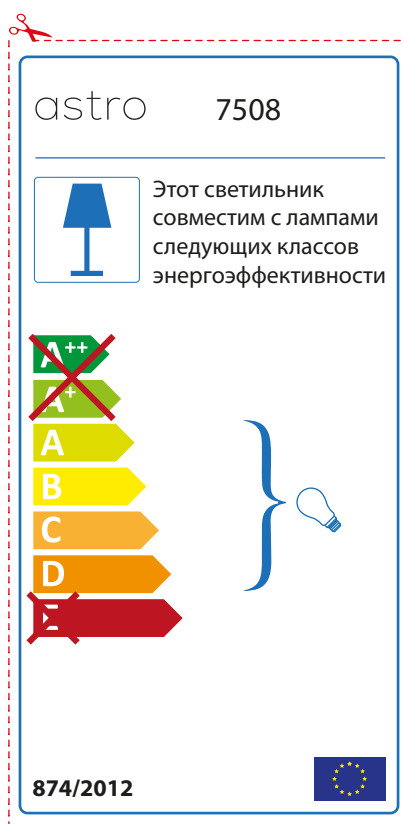 astro 7508
Этот светильник
совместим с лампами
следующих классов
энергоэффективности
A++
A+
A
B
C
D
E
874/2012